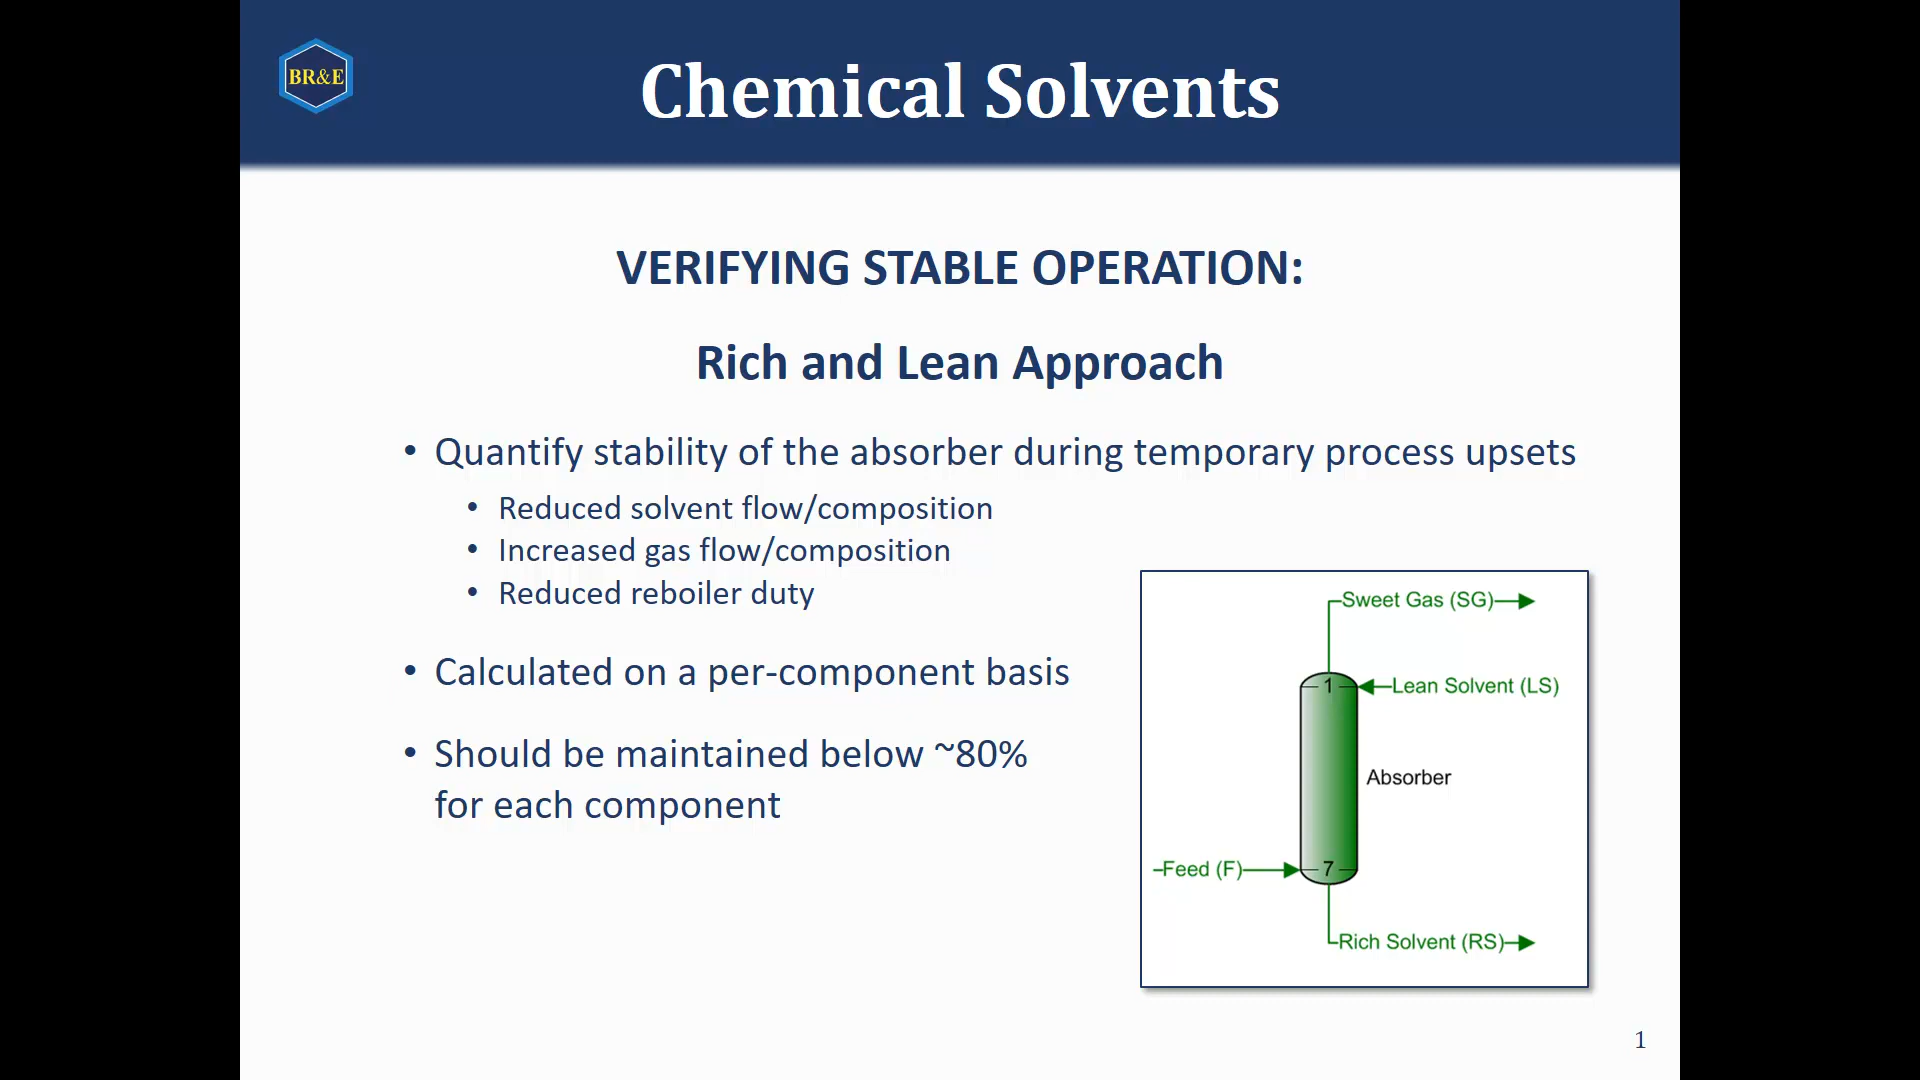 BR&E
Chemical Solvents
VERIFYING STABLE OPERATION:
Rich and Lean Approach
• Quantify stability of the absorber during temporary process upsets
• Reduced solvent flow/composition
• Increased gas flow/composition
• Reduced reboiler duty
• Calculated on a per-component basis
• Should be maintained below ~80%
for each component
Sweet Gas (SG)
1
Lean Solvent (LS)
Absorber
Feed (F)
7
Rich Solvent (RS)
1